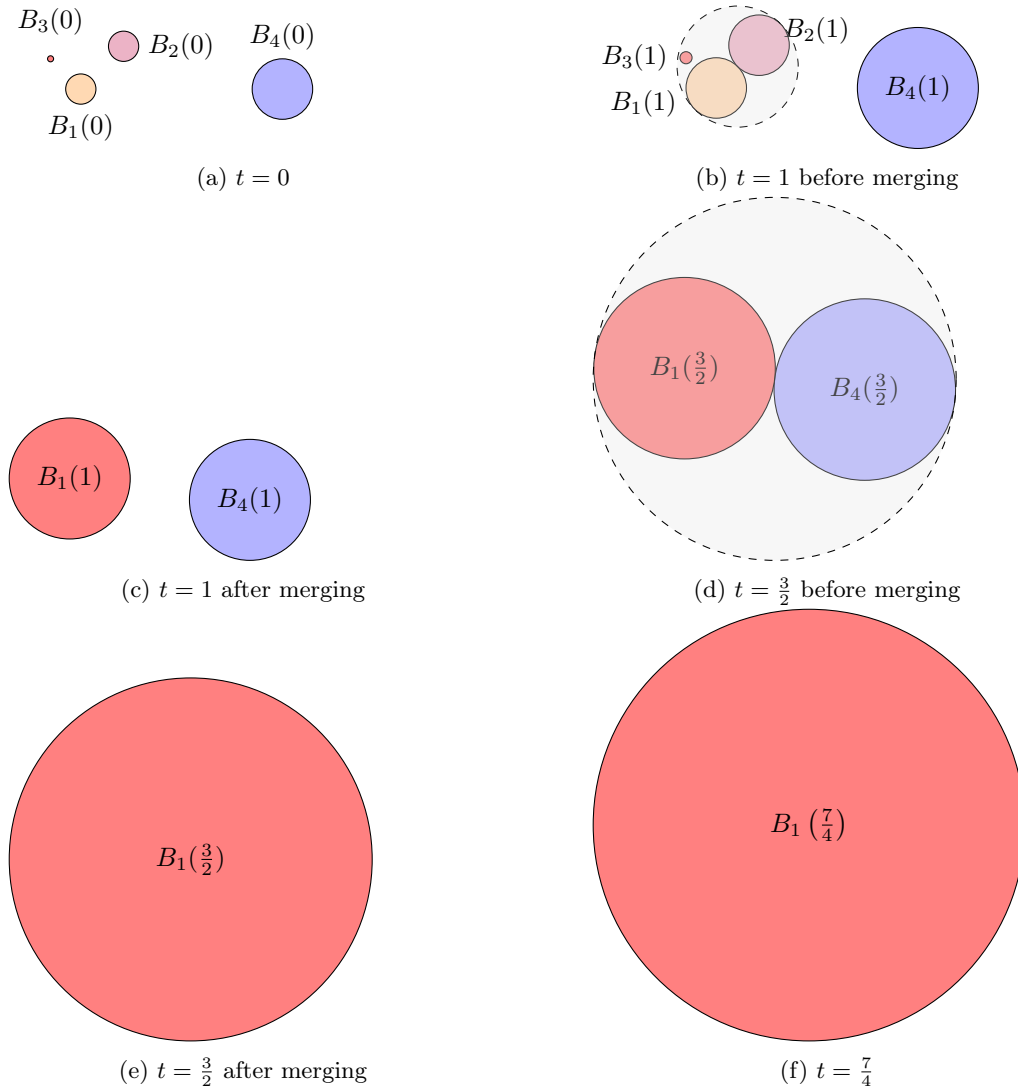 B₃(0)
B₂(0)
B₄(0)
B₁(0)
(a) t = 0
B₂(1)
B₃(1)
B₄(1)
B₁(1)
(b) t = 1 before merging
B₁(1)
B₄(1)
(c) t = 1 after merging
B₁(3/2)
B₄(3/2)
(d) t = 3/2 before merging
B₁(3/2)
(e) t = 3/2 after merging
B₁(7/4)
(f) t = 7/4